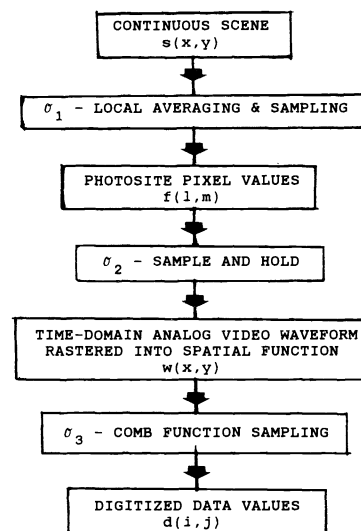 CONTINUOUS SCENE
s(x,y)
σ1 - LOCAL AVERAGING & SAMPLING
PHOTOSITE PIXEL VALUES
f(l,m)
σ2 - SAMPLE AND HOLD
TIME-DOMAIN ANALOG VIDEO WAVEFORM
RASTERED INTO SPATIAL FUNCTION
w(x,y)
σ3 - COMB FUNCTION SAMPLING
DIGITIZED DATA VALUES
d(i,j)